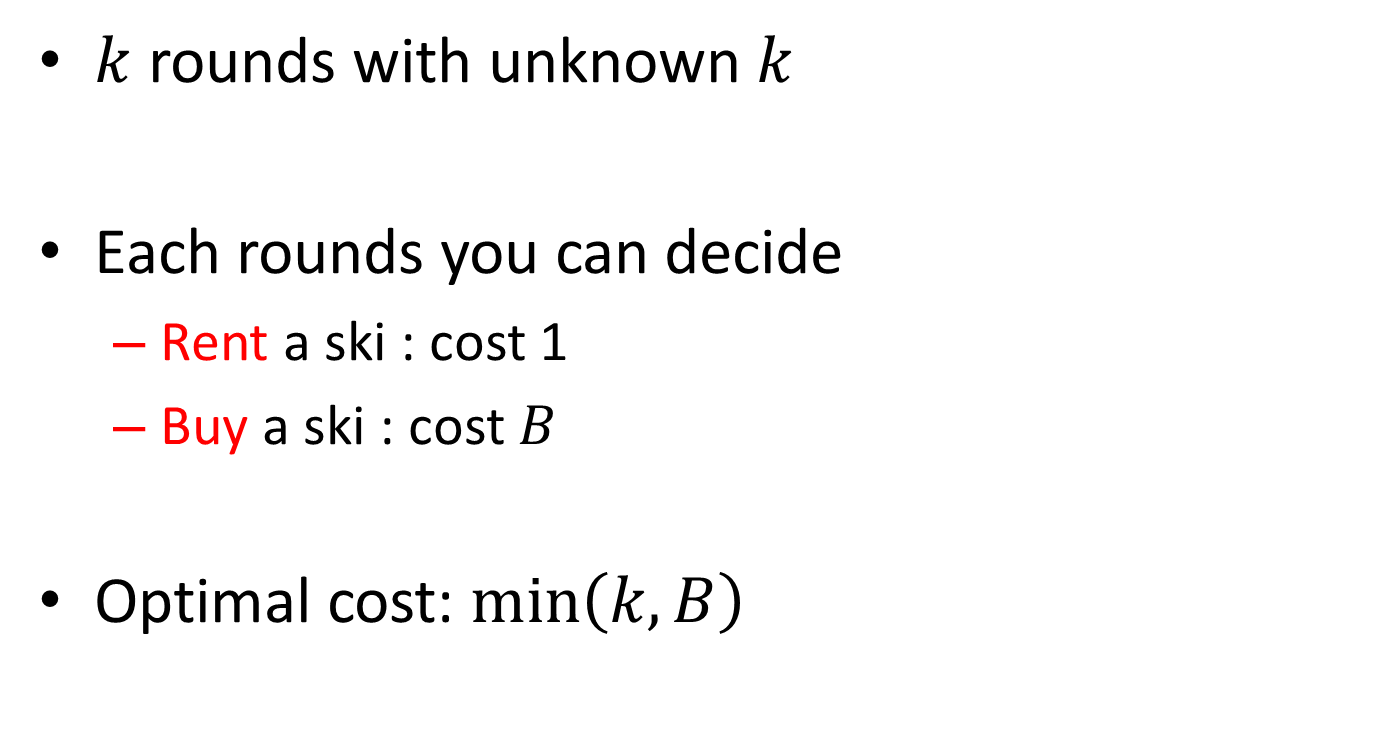 • k rounds with unknown k
• Each rounds you can decide
– Rent a ski : cost 1
– Buy a ski : cost B
• Optimal cost: min(k, B)